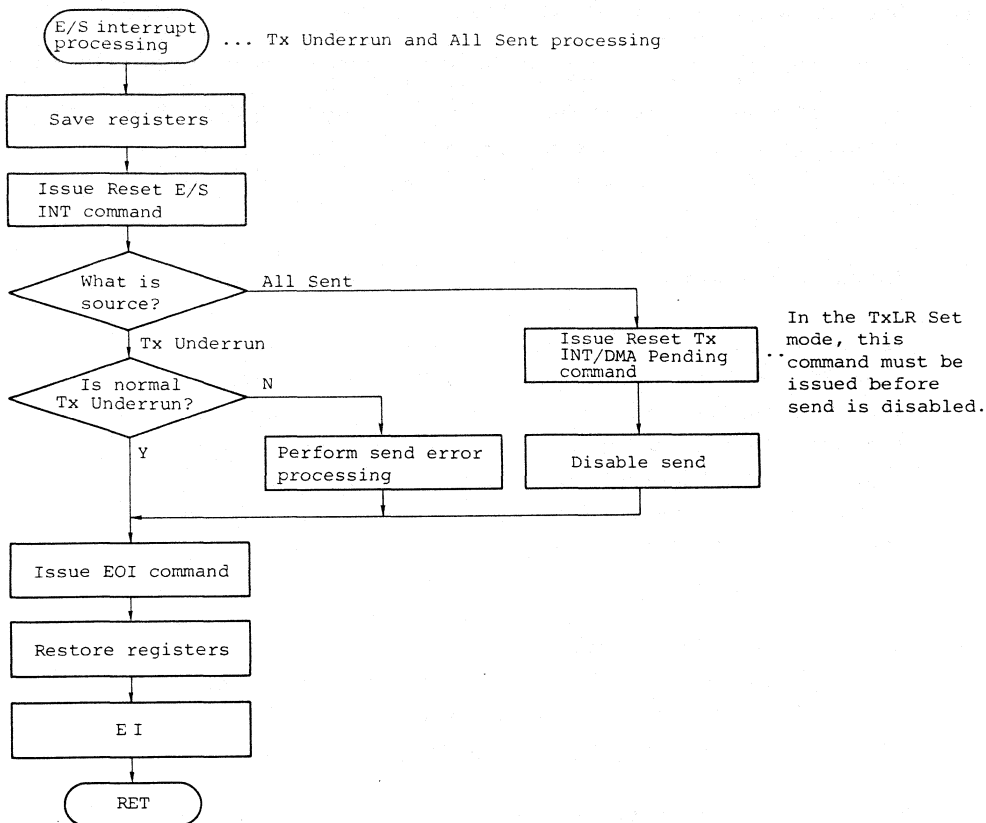 E/S interrupt
processing
... Tx Underrun and All Sent processing
Save registers
Issue Reset E/S
INT command
What is
source?
All Sent
Tx Underrun
Issue Reset Tx
INT/DMA Pending
command
..
In the TxLR Set
mode, this
command must be
issued before
send is disabled.
Is normal
Tx Underrun?
N
Y
Perform send error
processing
Disable send
Issue EOI command
Restore registers
EI
RET